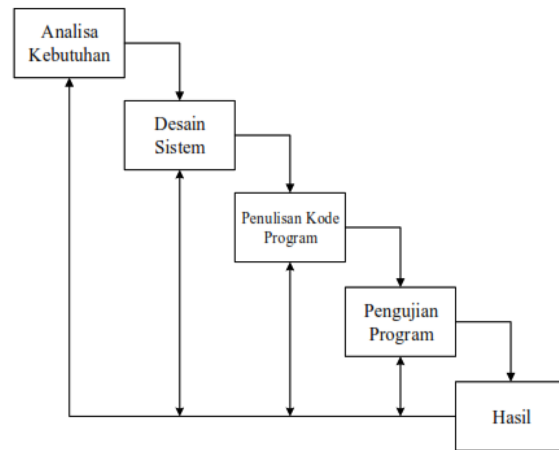 Analisa
Kebutuhan
Desain
Sistem
Penulisan Kode
Program
Pengujian
Program
Hasil